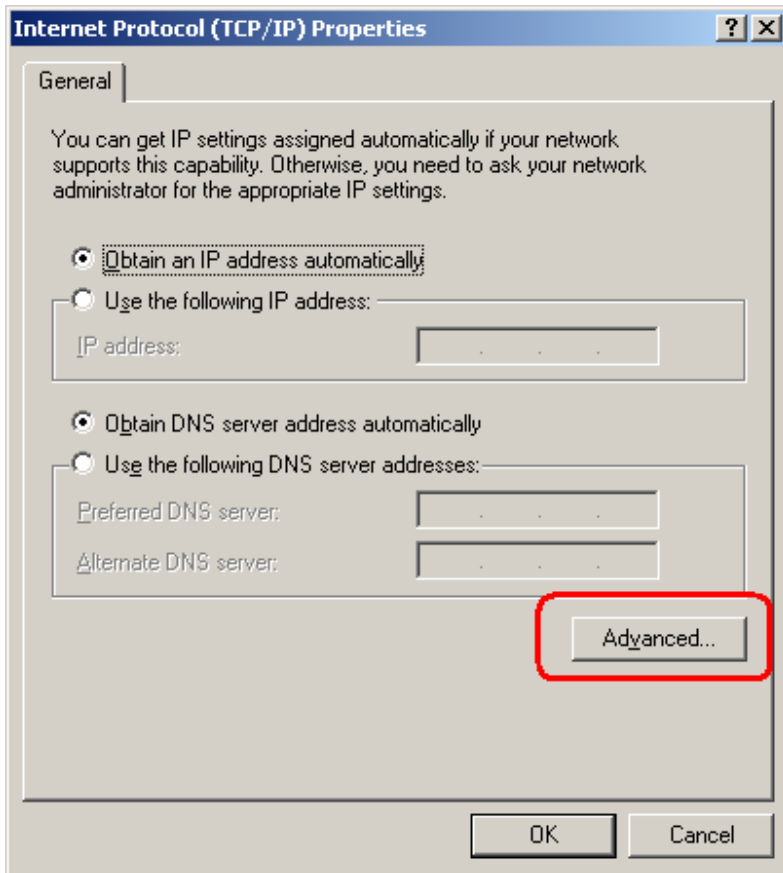 Internet Protocol (TCP/IP) Properties
General
You can get IP settings assigned automatically if your network
supports this capability. Otherwise, you need to ask your network
administrator for the appropriate IP settings.
Obtain an IP address automatically
Use the following IP address:
IP address:
Obtain DNS server address automatically
Use the following DNS server addresses:
Preferred DNS server:
Alternate DNS server:
Advanced...
OK Cancel